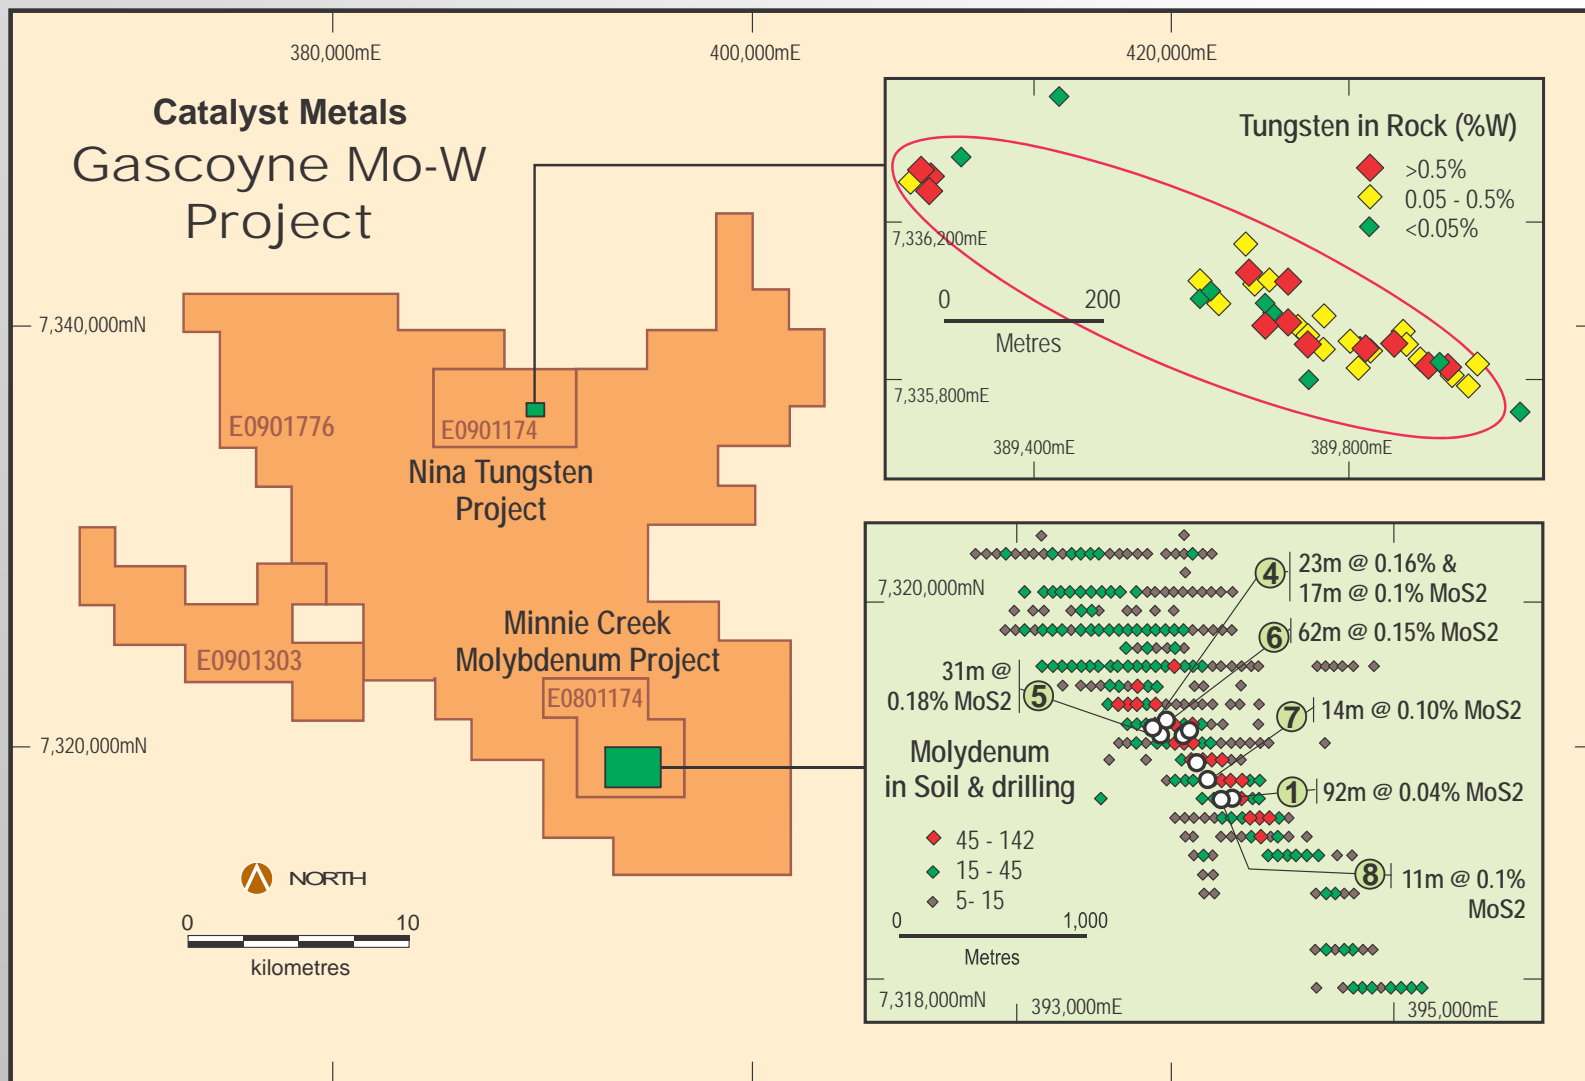 380,000mE
400,000mE
420,000mE
Catalyst Metals
Gascoyne Mo-W
Project
7,340,000mN
E0901776
E0901174
Nina Tungsten
Project
Minnie Creek
Molybdenum Project
E0901303
E0801174
7,320,000mN
NORTH
0
10
kilometres
Tungsten in Rock (%W)
>0.5%
0.05 - 0.5%
<0.05%
7,336,200mE
0
200
Metres
7,335,800mE
389,400mE
389,800mE
7,320,000mN
4
23m @ 0.16% &
17m @ 0.1% MoS2
6
62m @ 0.15% MoS2
31m @
0.18% MoS2
5
7
14m @ 0.10% MoS2
Molydenum
in Soil & drilling
1
92m @ 0.04% MoS2
45 - 142
15 - 45
5- 15
8
11m @ 0.1%
MoS2
0
1,000
Metres
7,318,000mN
393,000mE
395,000mE